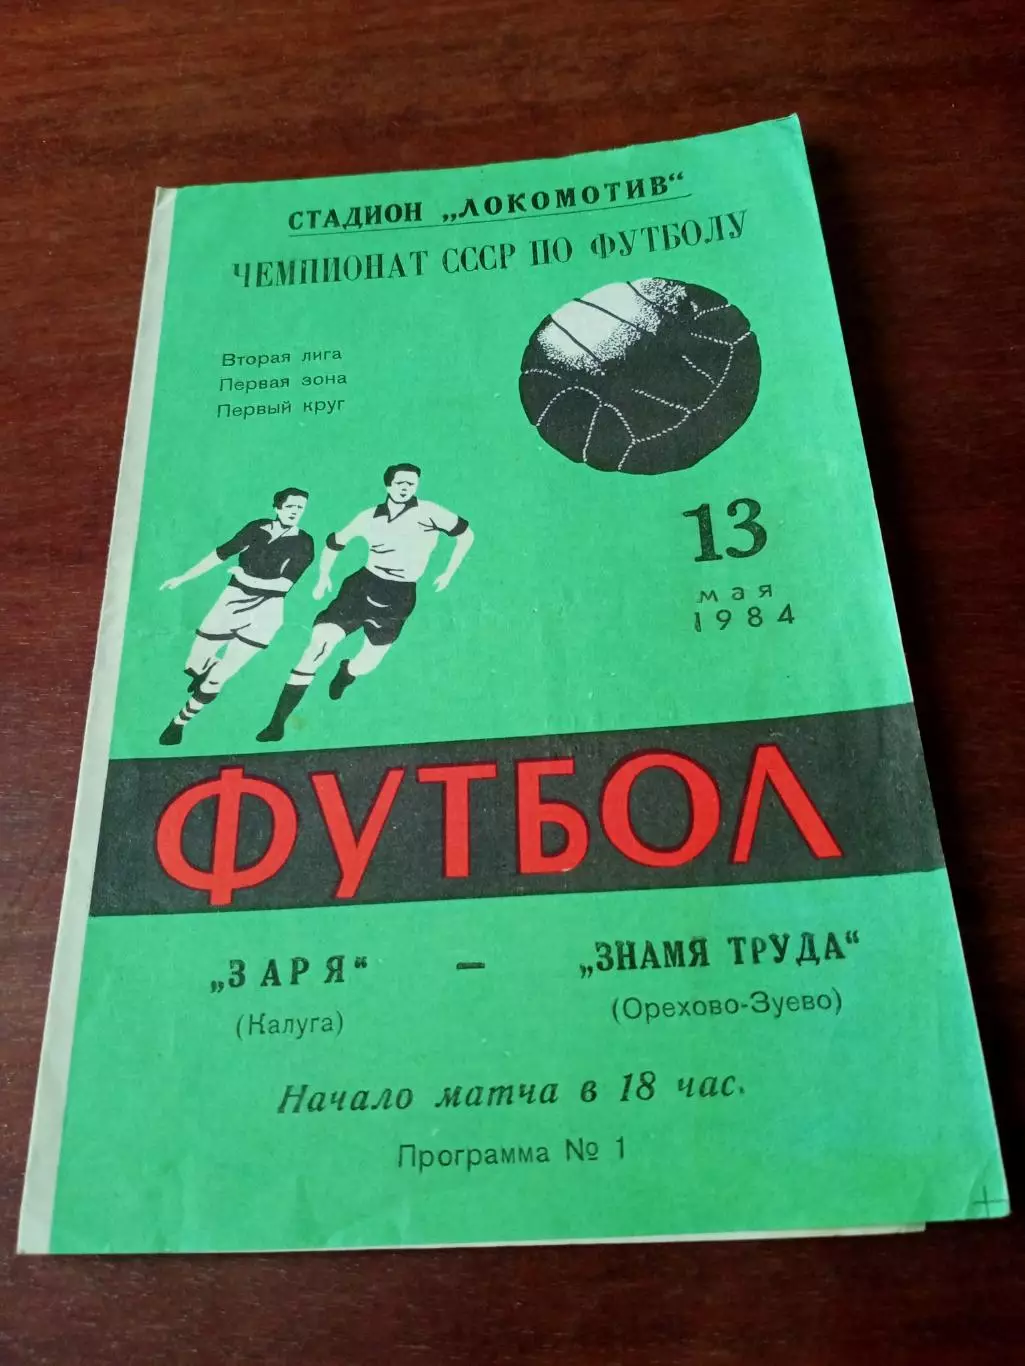 СТАДИОН „ЛОКОМОТИВ“
ЧЕМПИОНАТ СССР ПО ФУТБОЛУ
Вторая лига
Первая зона
Первый круг
13
мая
1984
ФУТБОЛ
„ЗАРЯ“ — „ЗНАМЯ ТРУДА“
(Калуга) (Орехово-Зуево)
Начало матча в 18 час.
Программа № 1